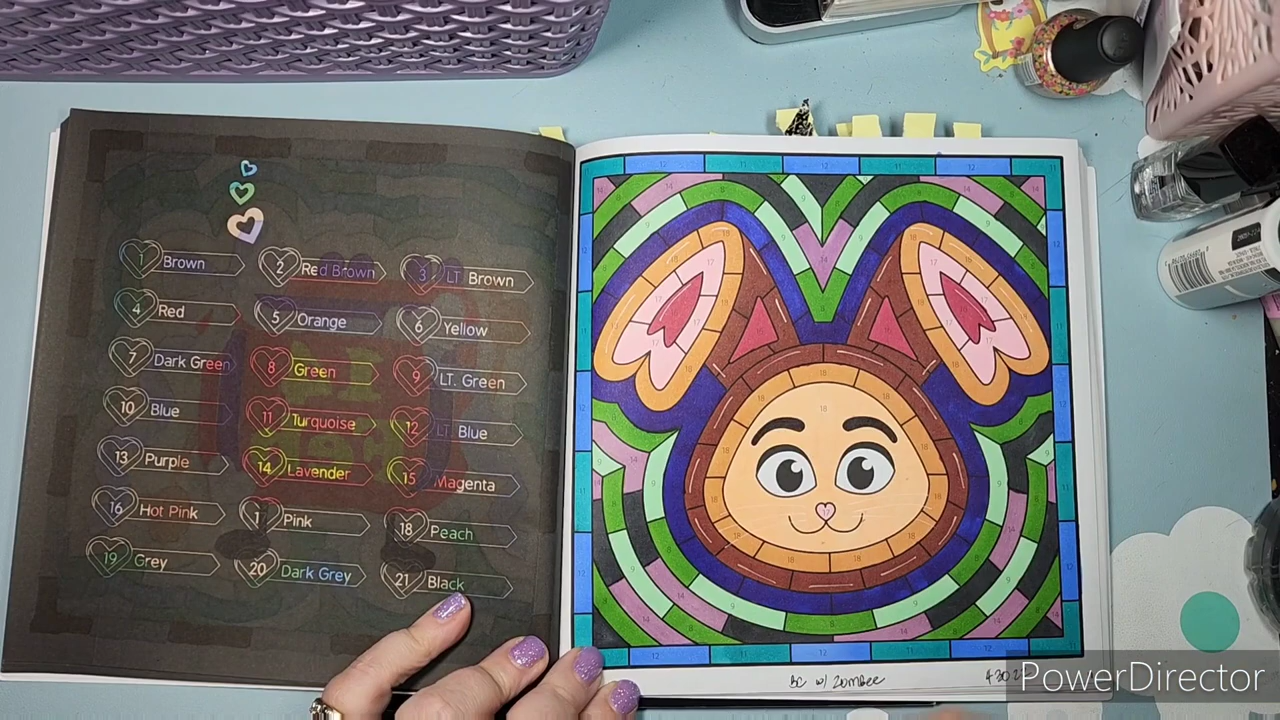 1 Brown
2 Red Brown
3 LT Brown
4 Red
5 Orange
6 Yellow
7 Dark Green
8 Green
9 LT. Green
10 Blue
11 Turquoise
12 LT Blue
13 Purple
14 Lavender
15 Magenta
16 Hot Pink
17 Pink
18 Peach
19 Grey
20 Dark Grey
21 Black
BC w/ ZOMBee
PowerDirector